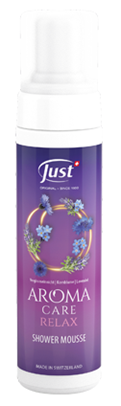 Just
ORIGINAL – SINCE 1930
AROMA
CARE
RELAX
SHOWER MOUSSE
MADE IN SWITZERLAND